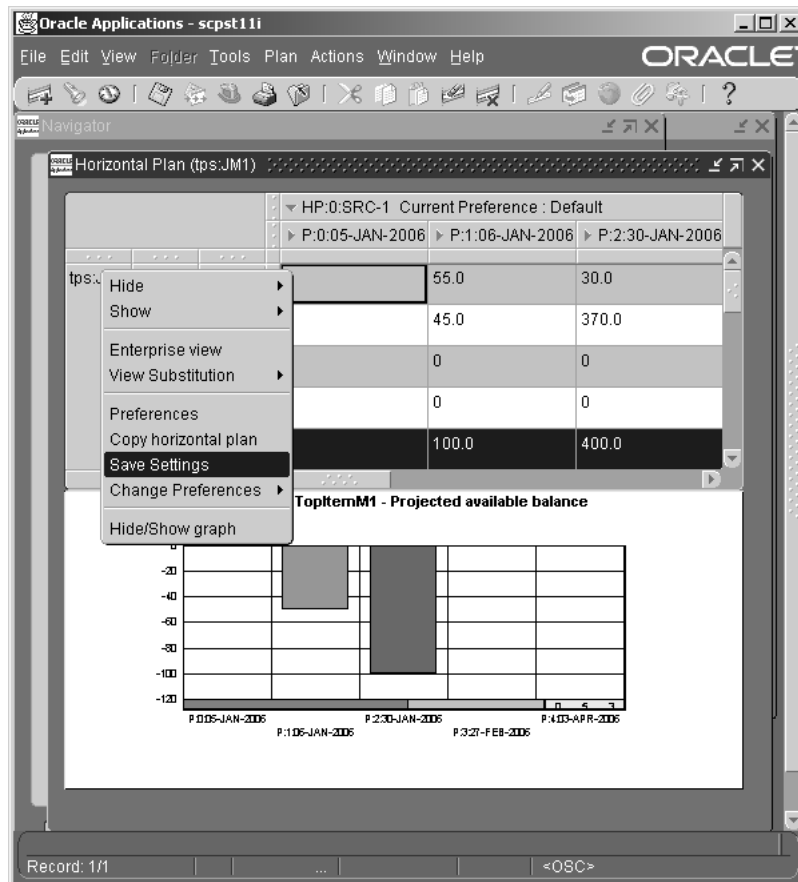 Oracle Applications - scpst11i
File Edit View Folder Tools Plan Actions Window Help ORACLE
Navigator
Horizontal Plan (tps:JM1)
HP:0:SRC-1 Current Preference : Default
P:0:05-JAN-2006 P:1:06-JAN-2006 P:2:30-JAN-2006
tps: 55.0 30.0
Hide
Show
45.0 370.0
Enterprise view
0 0
View Substitution
0 0
Preferences
Copy horizontal plan
100.0 400.0
Save Settings
Change Preferences
TopItemM1 - Projected available balance
Hide/Show graph
0
-20
-40
-60
-80
-100
-120
0 5 3
P:0:05-JAN-2006 P:2:30-JAN-2006 P:4:03-APR-2006
P:1:06-JAN-2006 P:3:27-FEB-2006
Record: 1/1 ... <OSC>